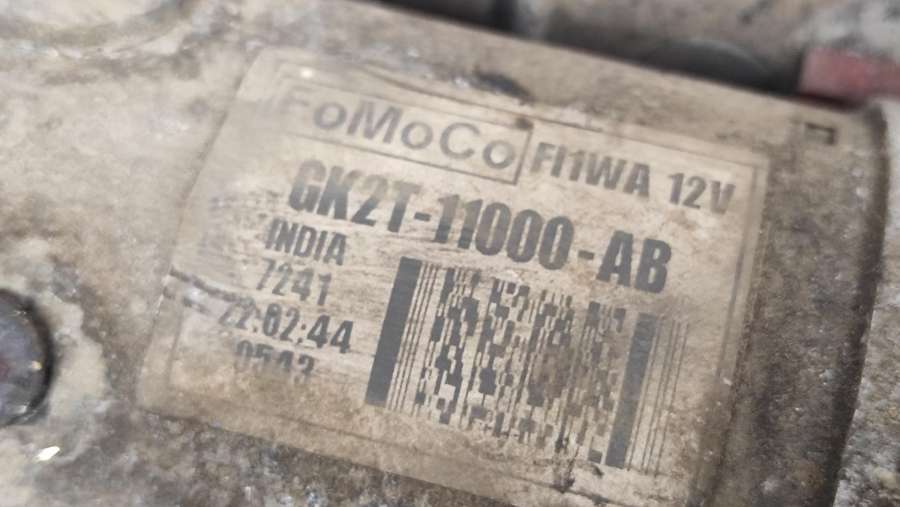 FoMoCo FI1WA 12V
GK2T-11000-AB
INDIA
7241
22:02:44
0543